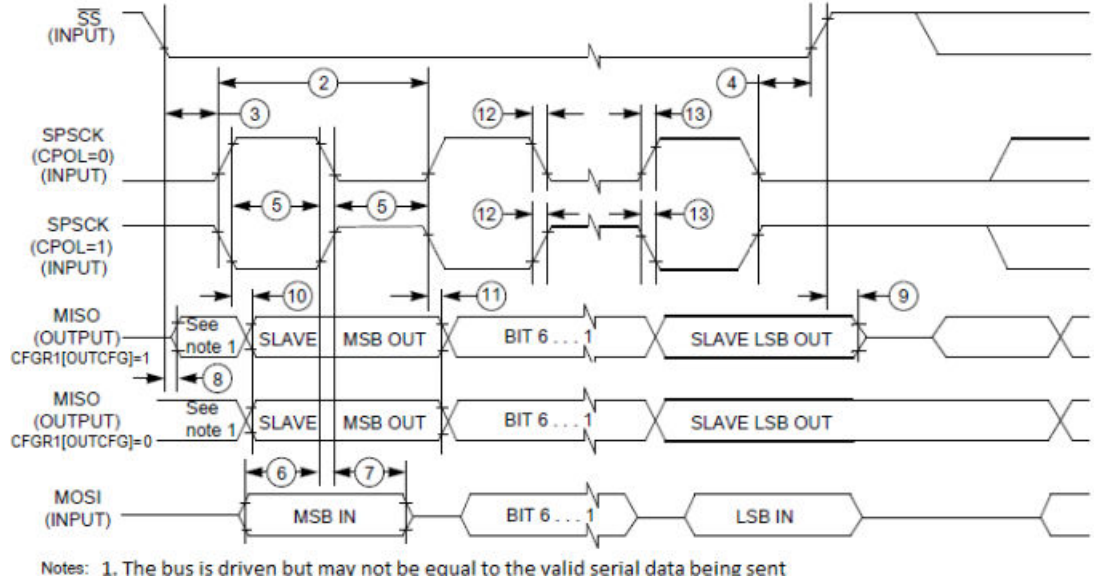 SS
(INPUT)
2
4
3
12
13
SPSCK
(CPOL=0)
(INPUT)
5
5
12
13
SPSCK
(CPOL=1)
(INPUT)
10
11
9
MISO
(OUTPUT)
CFGR1[OUTCFG]=1
See
note 1
SLAVE
MSB OUT
BIT 6 . . . 1
SLAVE LSB OUT
8
MISO
(OUTPUT)
CFGR1[OUTCFG]=0
See
note 1
SLAVE
MSB OUT
BIT 6 . . . 1
SLAVE LSB OUT
6
7
MOSI
(INPUT)
MSB IN
BIT 6 . . . 1
LSB IN
Notes: 1. The bus is driven but may not be equal to the valid serial data being sent